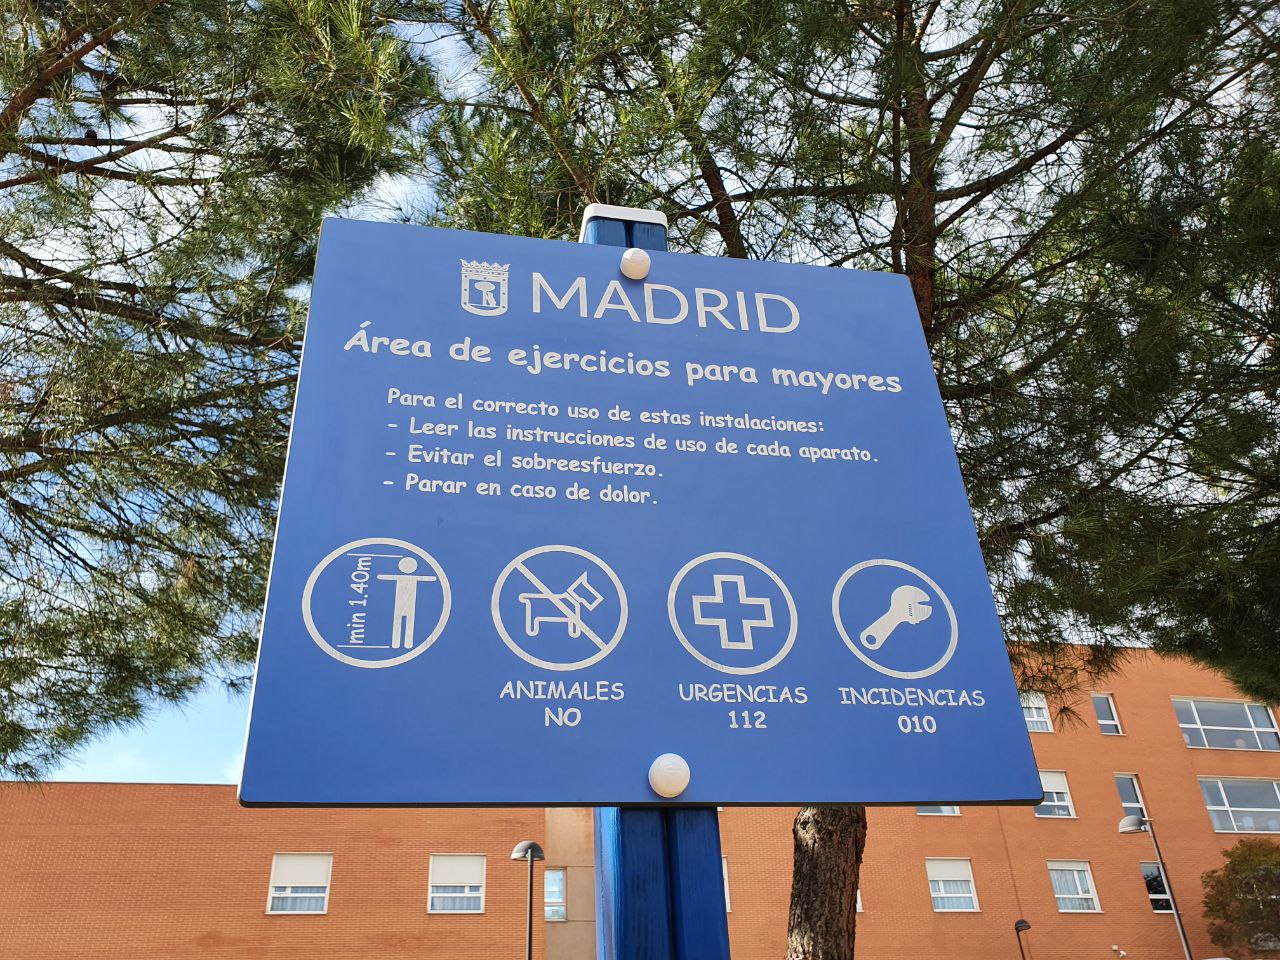 MADRID
Área de ejercicios para mayores
Para el correcto uso de estas instalaciones:
- Leer las instrucciones de uso de cada aparato.
- Evitar el sobreesfuerzo.
- Parar en caso de dolor.
min 1.40m
ANIMALES
NO
URGENCIAS
112
INCIDENCIAS
010